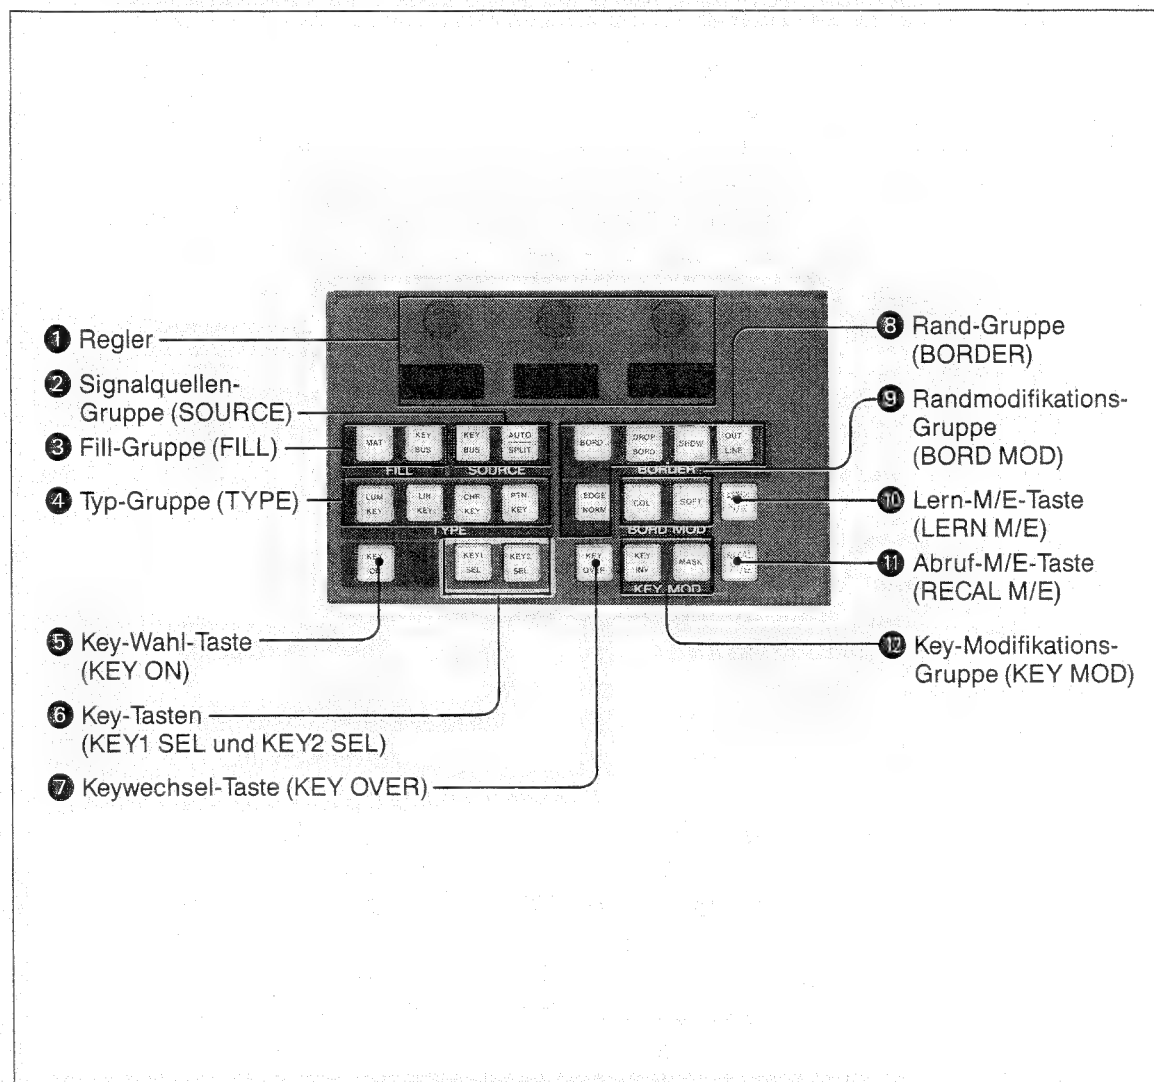 1 Regler
2 Signalquellen-
Gruppe (SOURCE)
3 Fill-Gruppe (FILL)
4 Typ-Gruppe (TYPE)
5 Key-Wahl-Taste
(KEY ON)
6 Key-Tasten
(KEY1 SEL und KEY2 SEL)
7 Keywechsel-Taste (KEY OVER)
8 Rand-Gruppe
(BORDER)
9 Randmodifikations-
Gruppe
(BORD MOD)
10 Lern-M/E-Taste
(LERN M/E)
11 Abruf-M/E-Taste
(RECAL M/E)
12 Key-Modifikations-
Gruppe (KEY MOD)
MAT
KEY
BUS
KEY
BUS
AUTO
SPLIT
BORD
DROP
BORD
SHDW
OUT
LINE
FILL
SOURCE
BORDER
LUM
KEY
LIN
KEY
CHR
KEY
PTN
KEY
EDGE
NORM
COL
SOFT
TYPE
BORD MOD
KEY
KEY1
SEL
KEY2
SEL
KEY
OVER
KEY
INV
MASK
KEY MOD